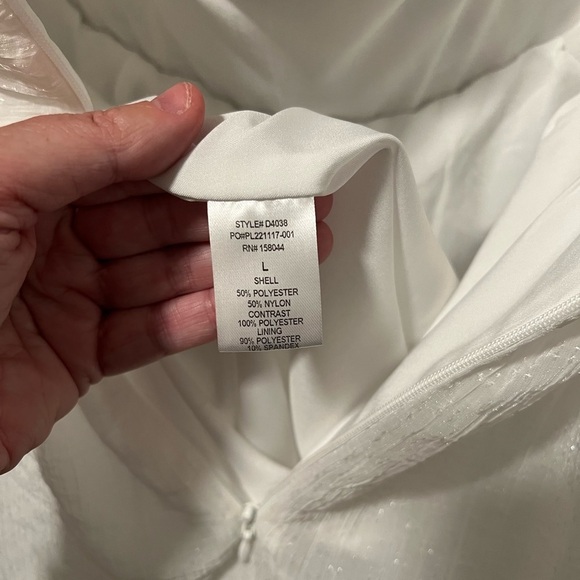 STYLE# D4038
PO#PL221117-001
RN# 158044
L
SHELL
50% POLYESTER
50% NYLON
CONTRAST
100% POLYESTER
LINING
90% POLYESTER
10% SPANDEX